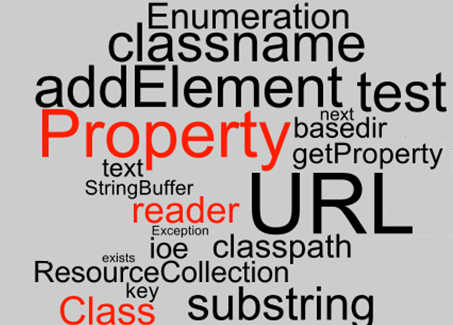 Enumeration
classname
addElement test
next
Property basedir
getProperty
text
StringBuffer
reader URL
Exception
ioe classpath
exists
ResourceCollection
key
Class substring